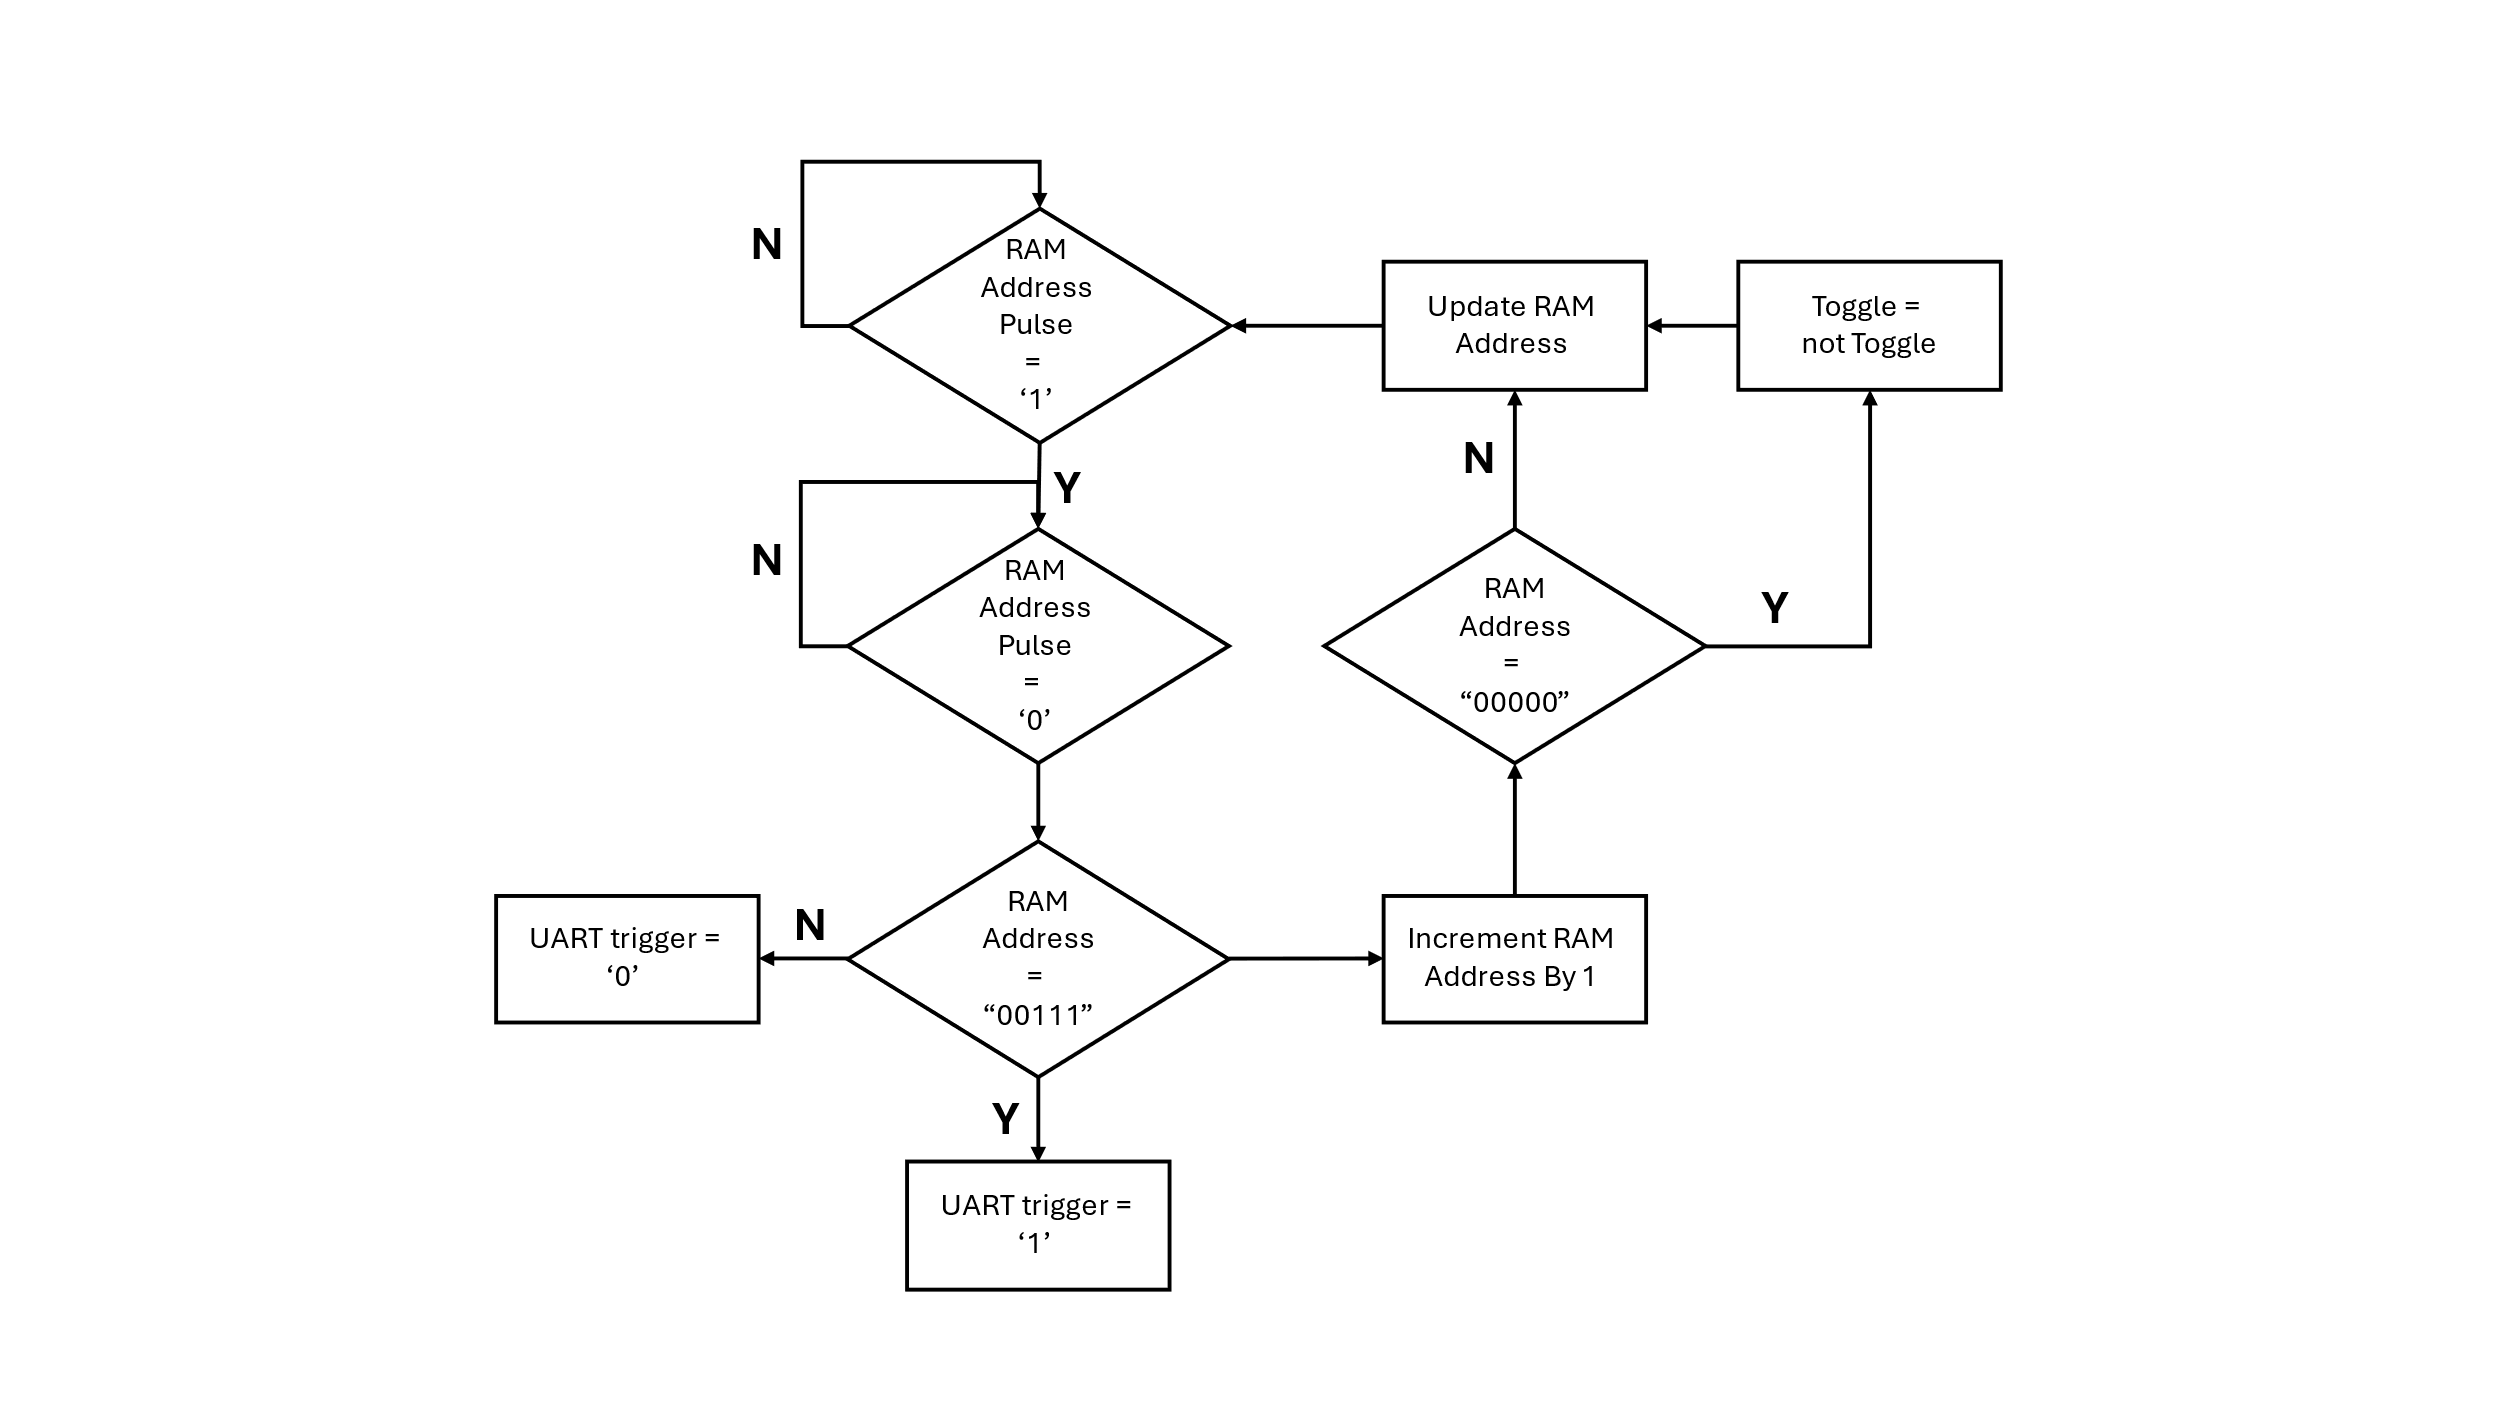 N
RAM
Address
Pulse
=
‘1’
Update RAM
Address
Toggle =
not Toggle
Y
N
N
RAM
Address
Pulse
=
‘0’
RAM
Address
=
“00000”
Y
UART trigger =
‘0’
N
RAM
Address
=
“00111”
Increment RAM
Address By 1
Y
UART trigger =
‘1’